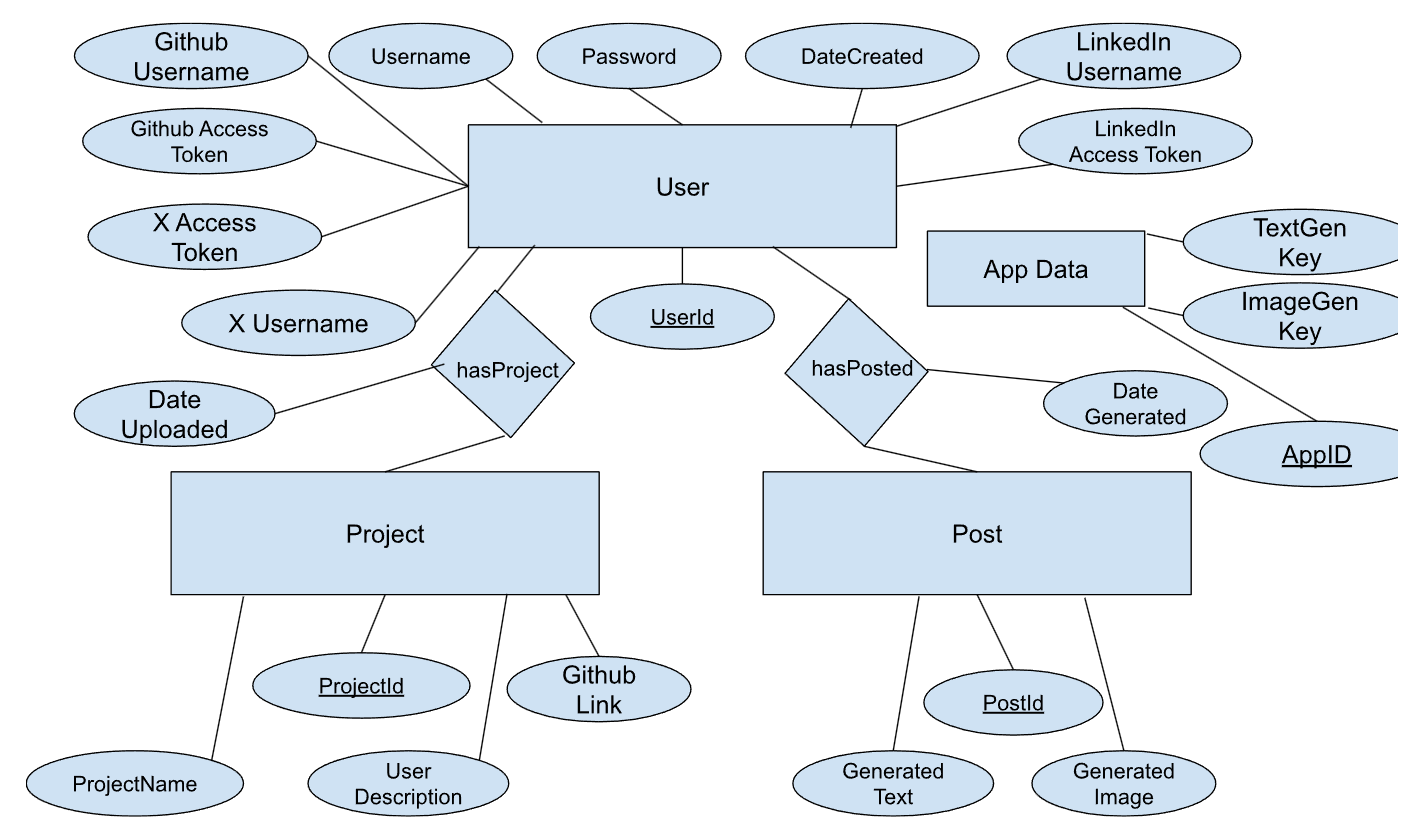 Github
Username
Username
Password
DateCreated
LinkedIn
Username
Github Access
Token
LinkedIn
Access Token
User
X Access
Token
TextGen
Key
App Data
ImageGen
Key
X Username
UserId
hasProject
hasPosted
Date
Uploaded
Date
Generated
AppID
Project
Post
ProjectId
Github
Link
PostId
ProjectName
User
Description
Generated
Text
Generated
Image